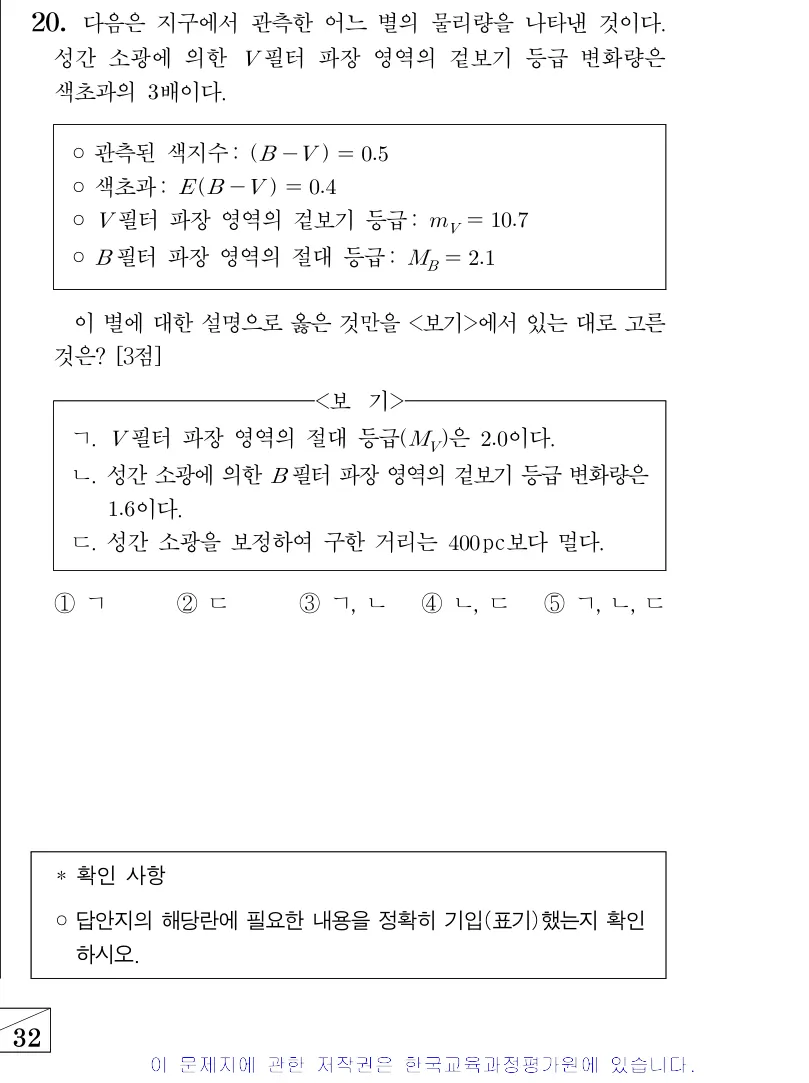 20. 다음은 지구에서 관측한 어느 별의 물리량을 나타낸 것이다.
성간 소광에 의한 V필터 파장 영역의 겉보기 등급 변화량은
색초과의 3배이다.
○ 관측된 색지수: (B−V) = 0.5
○ 색초과: E(B−V) = 0.4
○ V필터 파장 영역의 겉보기 등급: m_V = 10.7
○ B필터 파장 영역의 절대 등급: M_B = 2.1
이 별에 대한 설명으로 옳은 것만을 <보기>에서 있는 대로 고른
것은? [3점]
<보 기>
ㄱ. V필터 파장 영역의 절대 등급(M_V)은 2.0이다.
ㄴ. 성간 소광에 의한 B필터 파장 영역의 겉보기 등급 변화량은
1.6이다.
ㄷ. 성간 소광을 보정하여 구한 거리는 400pc보다 멀다.
① ㄱ ② ㄷ ③ ㄱ, ㄴ ④ ㄴ, ㄷ ⑤ ㄱ, ㄴ, ㄷ
* 확인 사항
○ 답안지의 해당란에 필요한 내용을 정확히 기입(표기)했는지 확인
하시오.
32
이 문제지에 관한 저작권은 한국교육과정평가원에 있습니다.